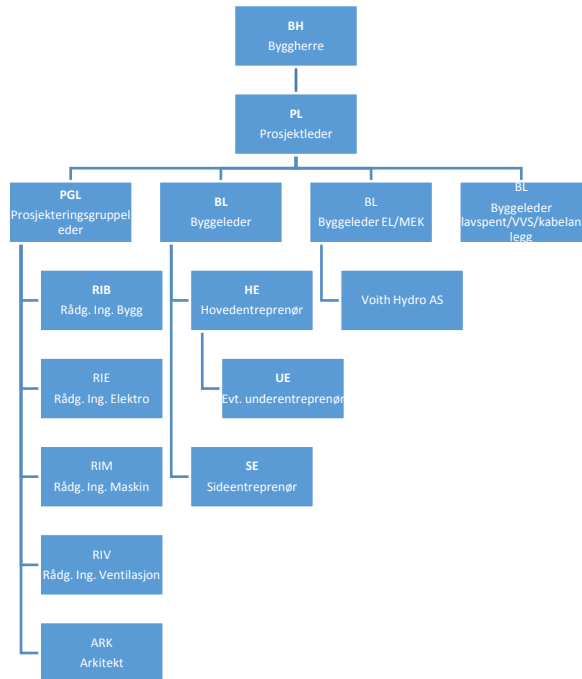 BH
Byggherre
PL
Prosjektleder
PGL
Prosjekteringsgruppel
eder
BL
Byggeleder
BL
Byggeleder EL/MEK
BL
Byggeleder
lavspent/VVS/kabelan
legg
RIB
Rådg. Ing. Bygg
HE
Hovedentreprenør
Voith Hydro AS
RIE
Rådg. Ing. Elektro
UE
Evt. underentreprenør
RIM
Rådg. Ing. Maskin
SE
Sideentreprenør
RIV
Rådg. Ing. Ventilasjon
ARK
Arkitekt